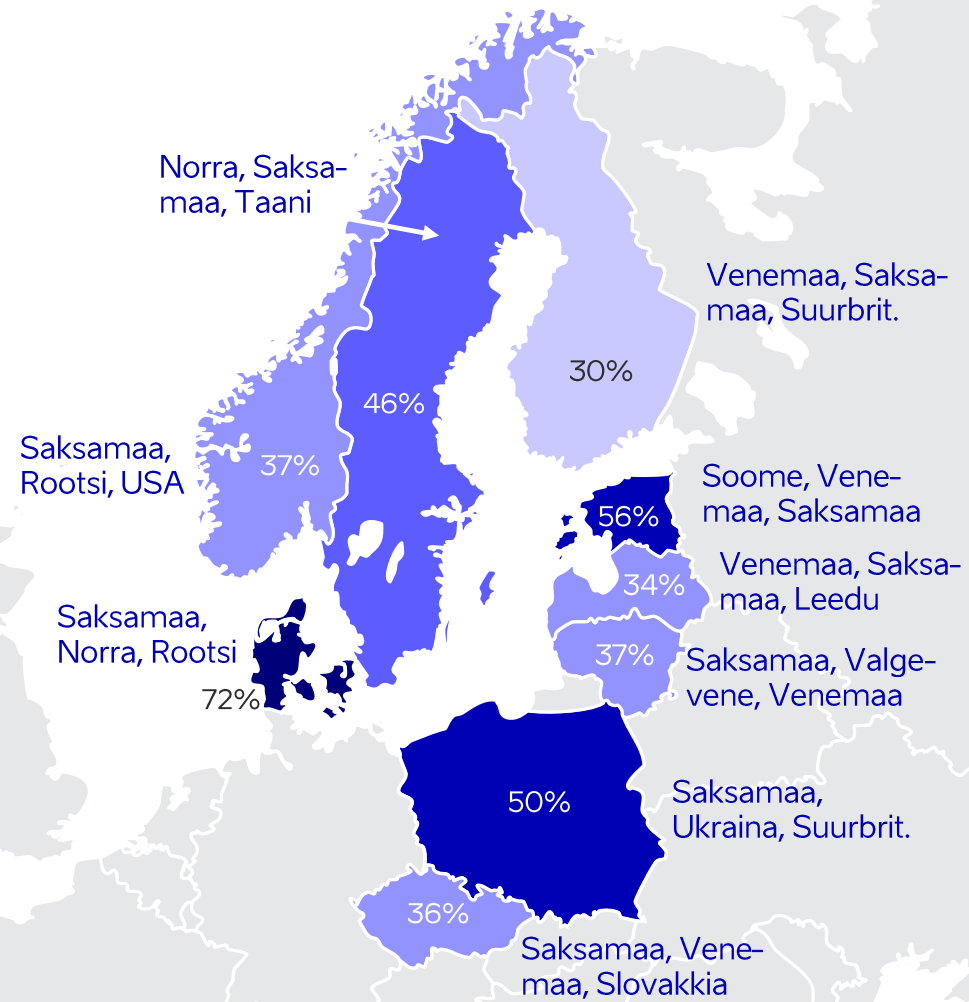 Norra, Saksa-
maa, Taani
Venemaa, Saksa-
maa, Suurbrit.
30%
46%
Saksamaa,
Rootsi, USA
37%
Soome, Vene-
maa, Saksamaa
56%
Venemaa, Saksa-
maa, Leedu
34%
Saksamaa,
Norra, Rootsi
72%
37%
Saksamaa, Valge-
vene, Venemaa
50%
Saksamaa,
Ukraina, Suurbrit.
36%
Saksamaa, Vene-
maa, Slovakkia